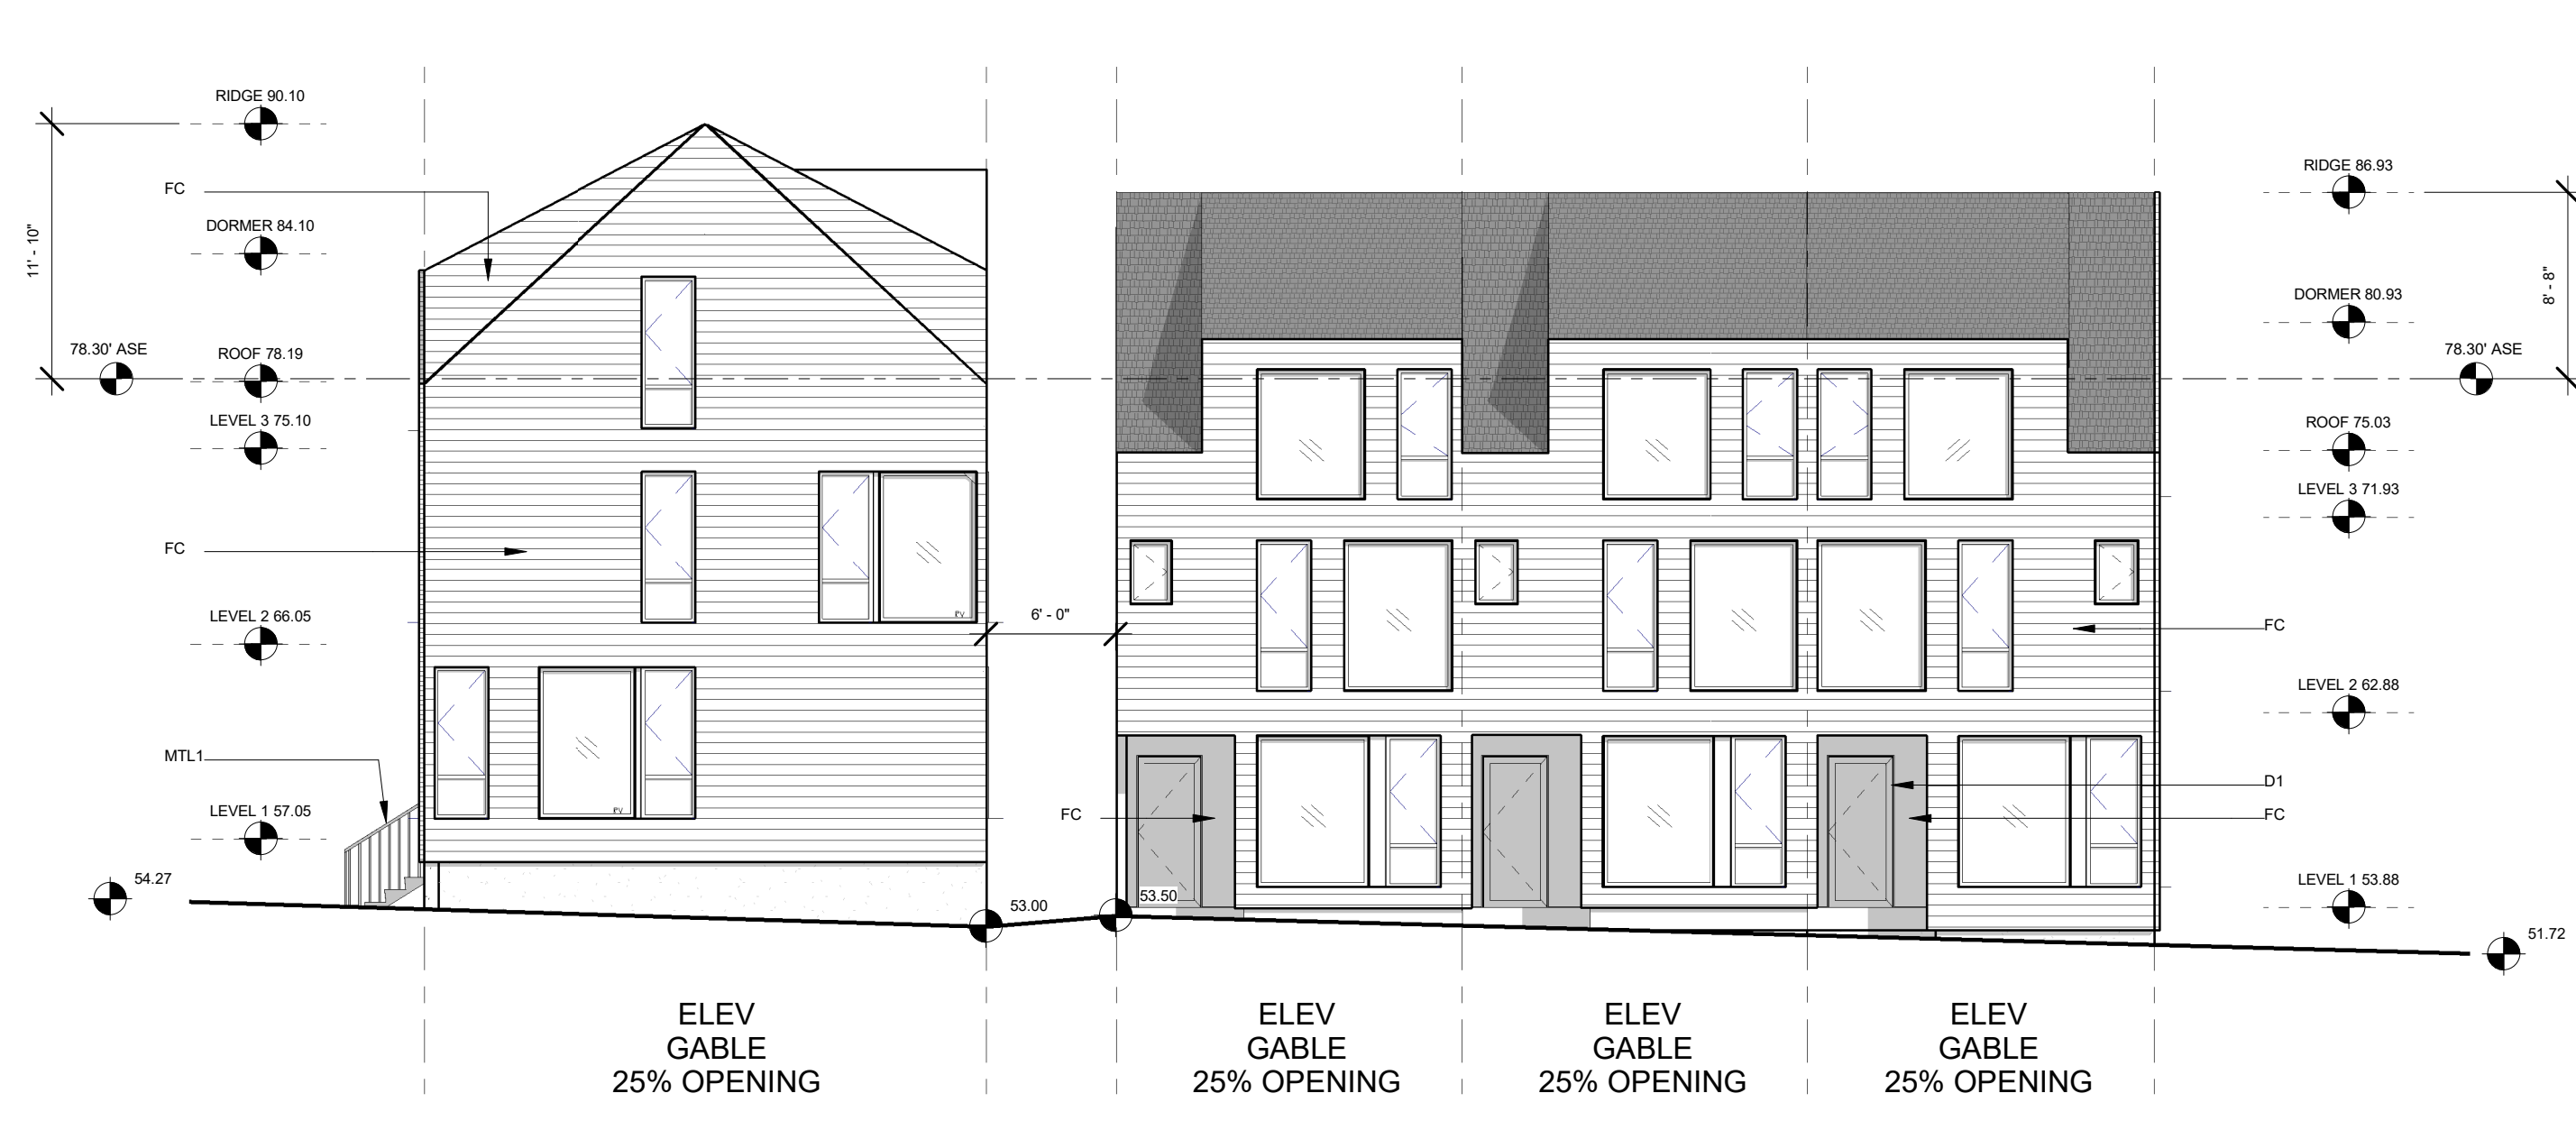 RIDGE 90.10
FC
DORMER 84.10
11' - 10"
78.30' ASE
ROOF 78.19
LEVEL 3 75.10
FC
LEVEL 2 66.05
MTL1
LEVEL 1 57.05
54.27
PV
PV
6' - 0"
53.00
FC
53.50
RIDGE 86.93
DORMER 80.93
8' - 8"
78.30' ASE
ROOF 75.03
LEVEL 3 71.93
FC
LEVEL 2 62.88
D1
FC
LEVEL 1 53.88
51.72
ELEV
GABLE
25% OPENING
ELEV
GABLE
25% OPENING
ELEV
GABLE
25% OPENING
ELEV
GABLE
25% OPENING